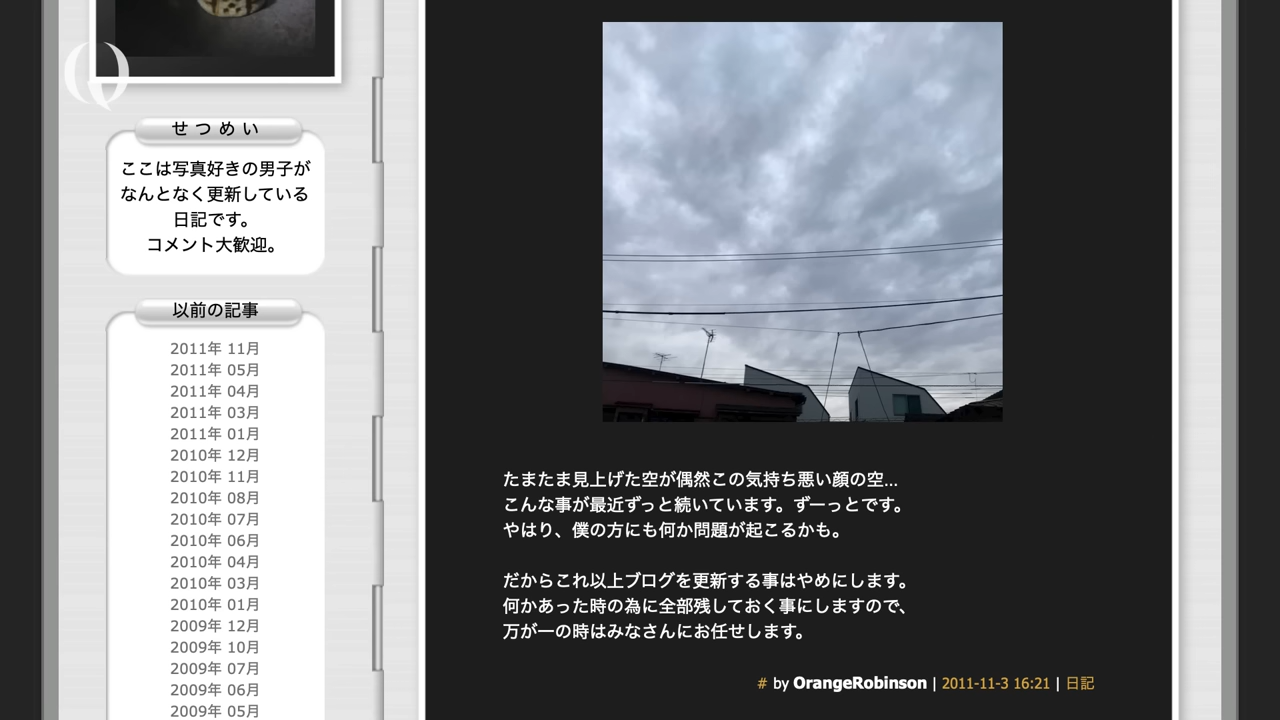 せつめい
ここは写真好きの男子が
なんとなく更新している
日記です。
コメント大歓迎。
以前の記事
2011年 11月
2011年 05月
2011年 04月
2011年 03月
2011年 01月
2010年 12月
2010年 11月
2010年 08月
2010年 07月
2010年 06月
2010年 04月
2010年 03月
2010年 01月
2009年 12月
2009年 10月
2009年 07月
2009年 06月
2009年 05月
たまたま見上げた空が偶然この気持ち悪い顔の空...
こんな事が最近ずっと続いています。ずーっとです。
やはり、僕の方にも何か問題が起こるかも。
だからこれ以上ブログを更新する事はやめにします。
何かあった時の為に全部残しておく事にしますので、
万が一の時はみなさんにお任せします。
# by OrangeRobinson | 2011-11-3 16:21 | 日記